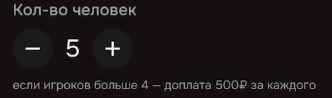 Кол-во человек
− 5 +
если игроков больше 4 — доплата 500₽ за каждого